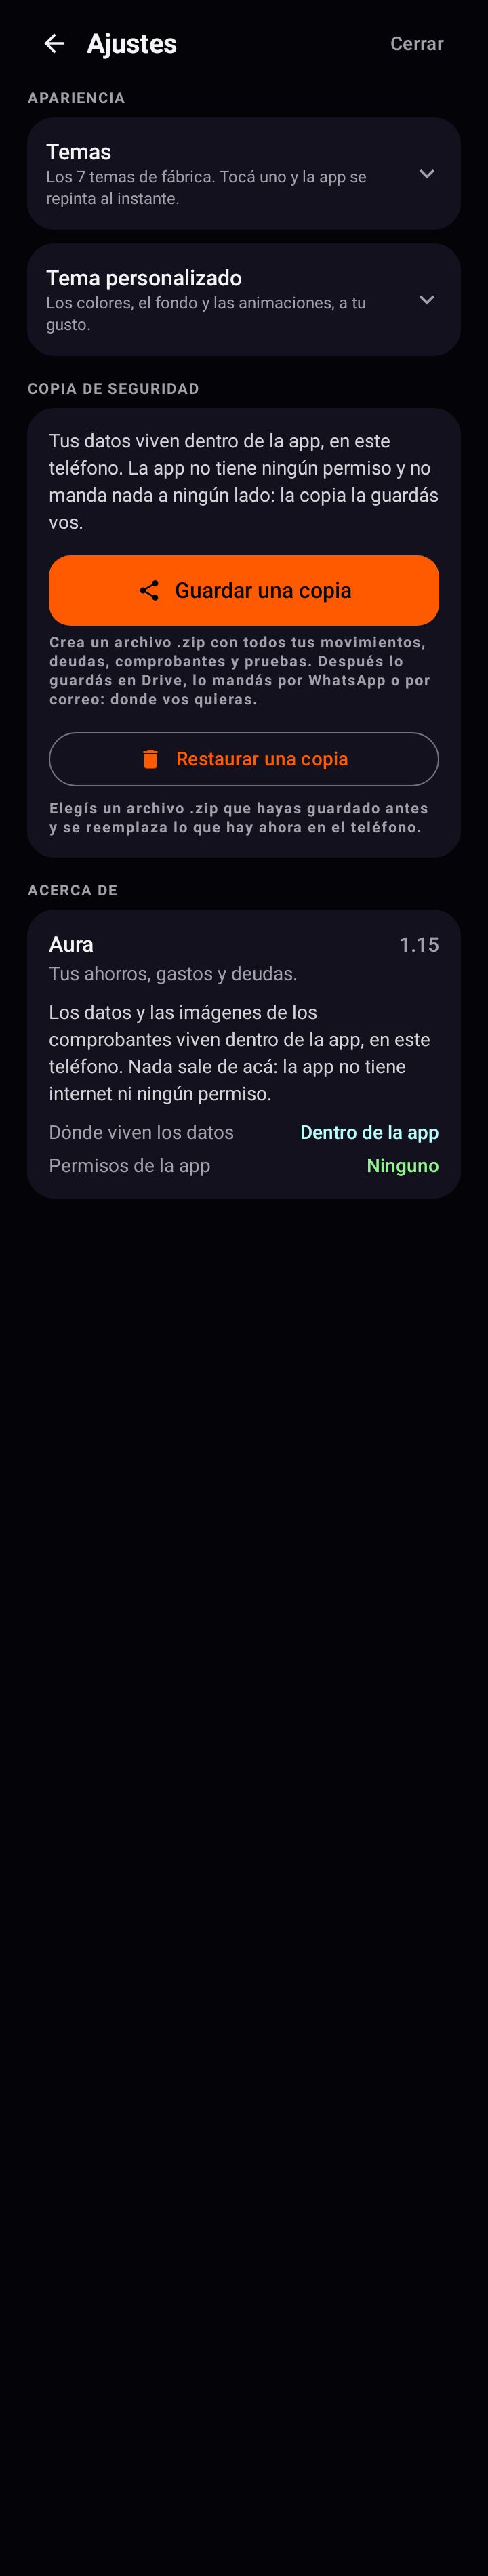 Ajustes
Cerrar
APARIENCIA
Temas
Los 7 temas de fábrica. Tocá uno y la app se
repinta al instante.
Tema personalizado
Los colores, el fondo y las animaciones, a tu
gusto.
COPIA DE SEGURIDAD
Tus datos viven dentro de la app, en este
teléfono. La app no tiene ningún permiso y no
manda nada a ningún lado: la copia la guardás
vos.
Guardar una copia
Crea un archivo .zip con todos tus movimientos,
deudas, comprobantes y pruebas. Después lo
guardás en Drive, lo mandás por WhatsApp o por
correo: donde vos quieras.
Restaurar una copia
Elegís un archivo .zip que hayas guardado antes
y se reemplaza lo que hay ahora en el teléfono.
ACERCA DE
Aura
1.15
Tus ahorros, gastos y deudas.
Los datos y las imágenes de los
comprobantes viven dentro de la app, en este
teléfono. Nada sale de acá: la app no tiene
internet ni ningún permiso.
Dónde viven los datos
Dentro de la app
Permisos de la app
Ninguno